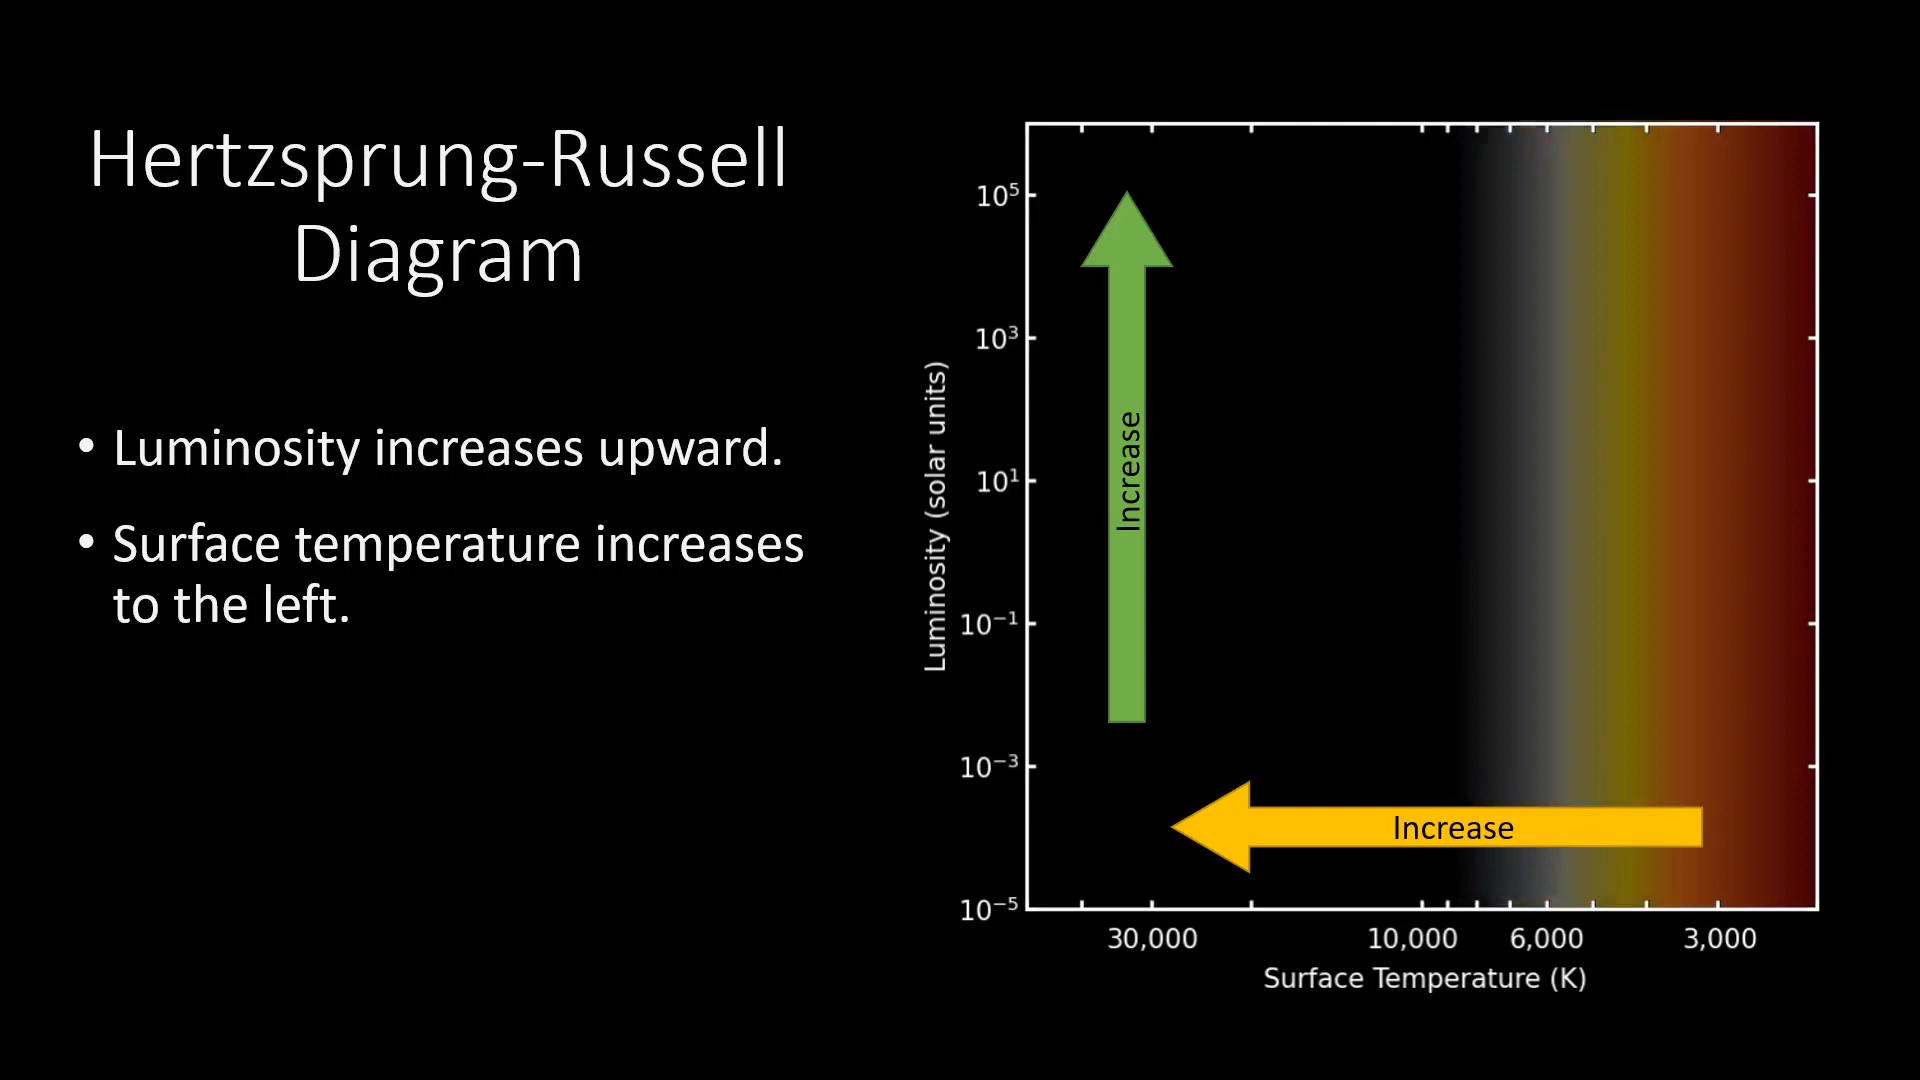 Hertzsprung-Russell
Diagram
• Luminosity increases upward.
• Surface temperature increases
to the left.
Luminosity (solar units)
10⁵
10³
10¹
10⁻¹
10⁻³
10⁻⁵
Increase
Increase
30,000 10,000 6,000 3,000
Surface Temperature (K)